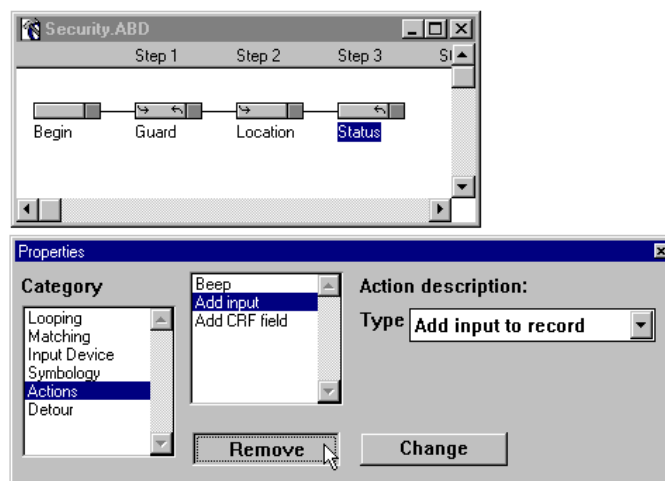 Security.ABD
Step 1 Step 2 Step 3 St
Begin Guard Location Status
Properties
Category
Looping
Matching
Input Device
Symbology
Actions
Detour
Beep
Add input
Add CRF field
Action description:
Type Add input to record
Remove Change